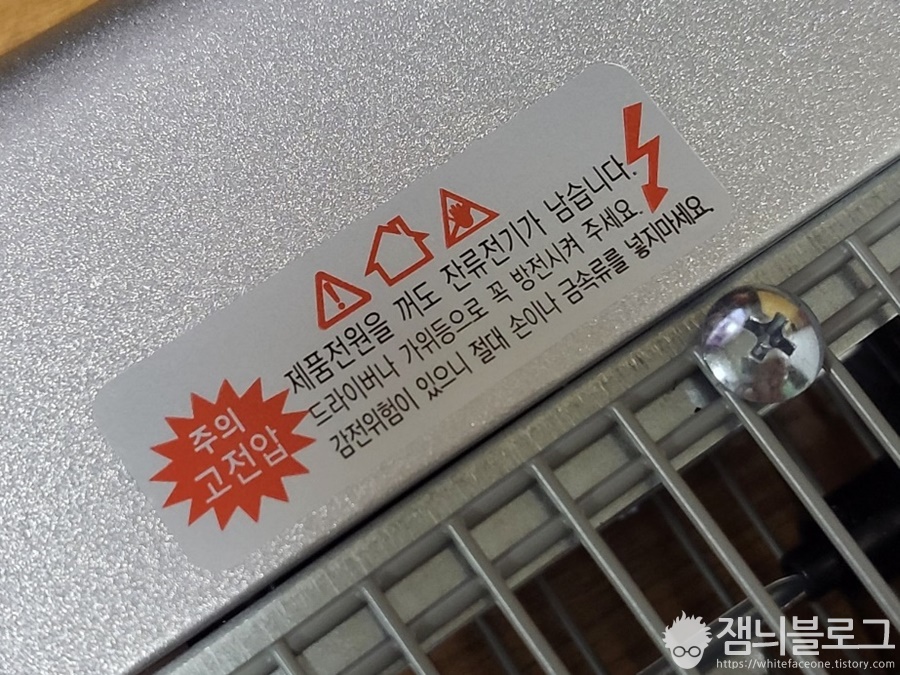 주의
고전압
제품전원을 꺼도 잔류전기가 남습니다.
드라이버나 가위등으로 꼭 방전시켜 주세요.
감전위험이 있으니 절대 손이나 금속류를 넣지마세요
잼늬블로그
https://whitefaceone.tistory.com